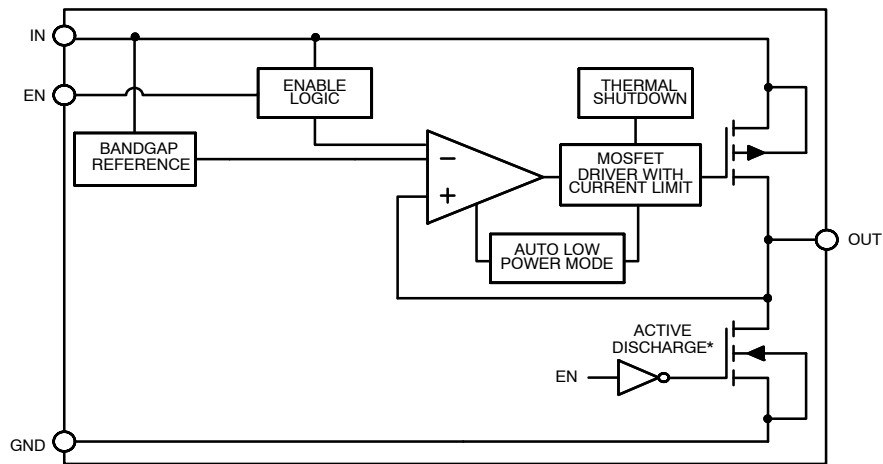 IN
EN
ENABLE
LOGIC
THERMAL
SHUTDOWN
BANDGAP
REFERENCE
−
+
MOSFET
DRIVER WITH
CURRENT LIMIT
AUTO LOW
POWER MODE
OUT
ACTIVE
DISCHARGE*
EN
GND